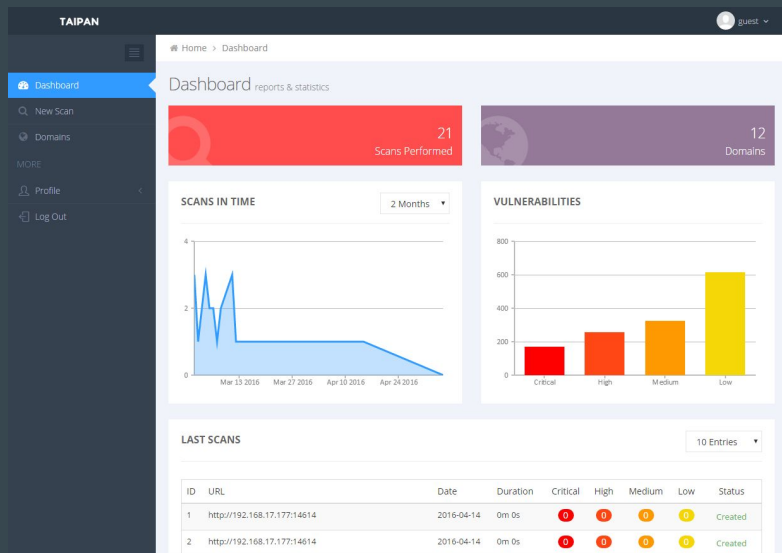 TAIPAN
guest
Home > Dashboard
Dashboard
New Scan
Domains
MORE
Profile
Log Out
Dashboard reports & statistics
21
Scans Performed
12
Domains
SCANS IN TIME
2 Months
4
2
0
Mar 13 2016 Mar 27 2016 Apr 10 2016 Apr 24 2016
VULNERABILITIES
800
600
400
200
0
Critical High Medium Low
LAST SCANS
10 Entries
ID URL Date Duration Critical High Medium Low Status
1 http://192.168.17.177:14614 2016-04-14 0m 0s 0 0 0 0 Created
2 http://192.168.17.177:14614 2016-04-14 0m 0s 0 0 0 0 Created